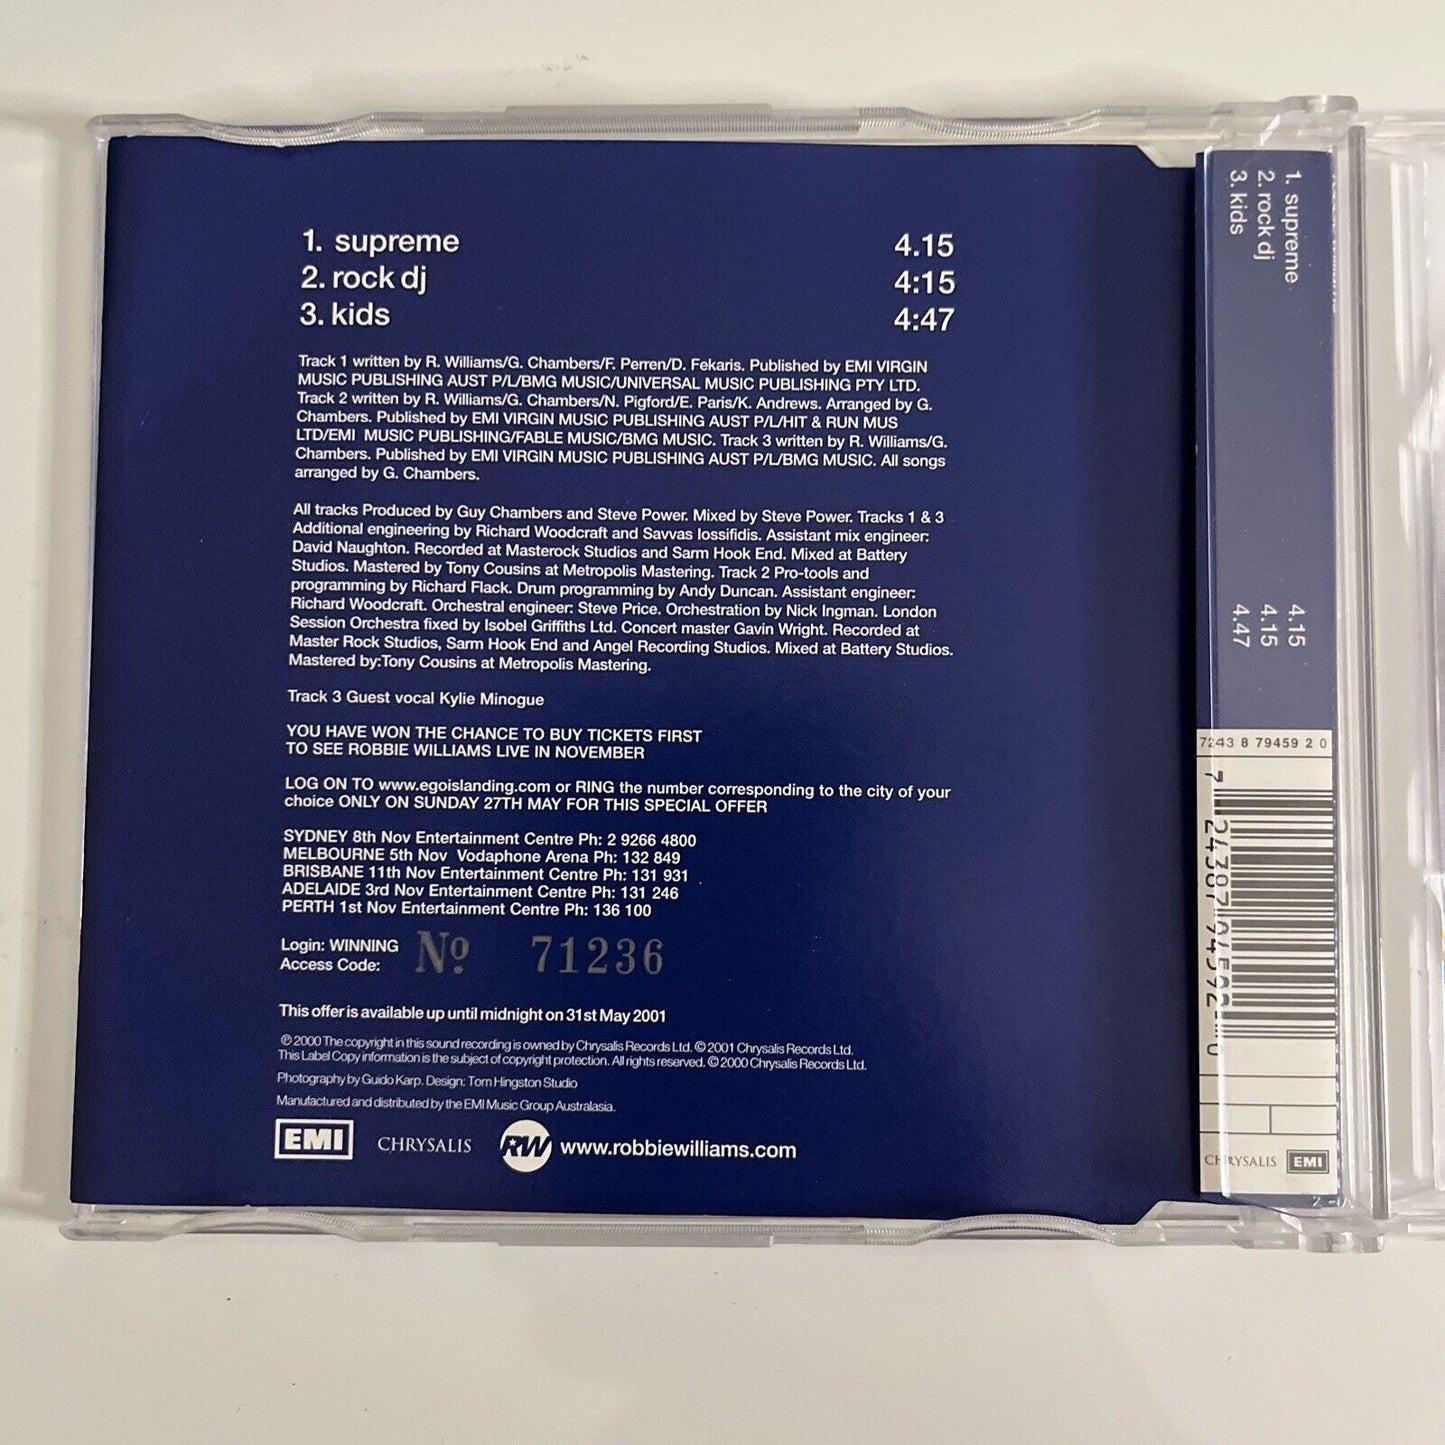 1. supreme 4.15
2. rock dj 4:15
3. kids 4:47
Track 1 written by R. Williams/G. Chambers/F. Perren/D. Fekaris. Published by EMI VIRGIN
MUSIC PUBLISHING AUST P/L/BMG MUSIC/UNIVERSAL MUSIC PUBLISHING PTY LTD.
Track 2 written by R. Williams/G. Chambers/N. Pigford/E. Paris/K. Andrews. Arranged by G.
Chambers. Published by EMI VIRGIN MUSIC PUBLISHING AUST P/L/HIT & RUN MUS
LTD/EMI MUSIC PUBLISHING/FABLE MUSIC/BMG MUSIC. Track 3 written by R. Williams/G.
Chambers. Published by EMI VIRGIN MUSIC PUBLISHING AUST P/L/BMG MUSIC. All songs
arranged by G. Chambers.
All tracks Produced by Guy Chambers and Steve Power. Mixed by Steve Power. Tracks 1 & 3
Additional engineering by Richard Woodcraft and Savvas Iossifidis. Assistant mix engineer:
David Naughton. Recorded at Masterock Studios and Sarm Hook End. Mixed at Battery
Studios. Mastered by Tony Cousins at Metropolis Mastering. Track 2 Pro-tools and
programming by Richard Flack. Drum programming by Andy Duncan. Assistant engineer:
Richard Woodcraft. Orchestral engineer: Steve Price. Orchestration by Nick Ingman. London
Session Orchestra fixed by Isobel Griffiths Ltd. Concert master Gavin Wright. Recorded at
Master Rock Studios, Sarm Hook End and Angel Recording Studios. Mixed at Battery Studios.
Mastered by:Tony Cousins at Metropolis Mastering.
Track 3 Guest vocal Kylie Minogue
YOU HAVE WON THE CHANCE TO BUY TICKETS FIRST
TO SEE ROBBIE WILLIAMS LIVE IN NOVEMBER
LOG ON TO www.egoislanding.com or RING the number corresponding to the city of your
choice ONLY ON SUNDAY 27TH MAY FOR THIS SPECIAL OFFER
SYDNEY 8th Nov Entertainment Centre Ph: 2 9266 4800
MELBOURNE 5th Nov Vodaphone Arena Ph: 132 849
BRISBANE 11th Nov Entertainment Centre Ph: 131 931
ADELAIDE 3rd Nov Entertainment Centre Ph: 131 246
PERTH 1st Nov Entertainment Centre Ph: 136 100
Login: WINNING
Access Code: Nº 71236
This offer is available up until midnight on 31st May 2001
℗ 2000 The copyright in this sound recording is owned by Chrysalis Records Ltd. © 2001 Chrysalis Records Ltd.
This Label Copy information is the subject of copyright protection. All rights reserved. © 2000 Chrysalis Records Ltd.
Photography by Guido Karp. Design: Tom Hingston Studio
Manufactured and distributed by the EMI Music Group Australasia.
EMI CHRYSALIS RW www.robbiewilliams.com
1. supreme 4.15
2. rock dj 4.15
3. kids 4.47
7243 8 79459 2 0
7 24387 94592 0
CHRYSALIS EMI